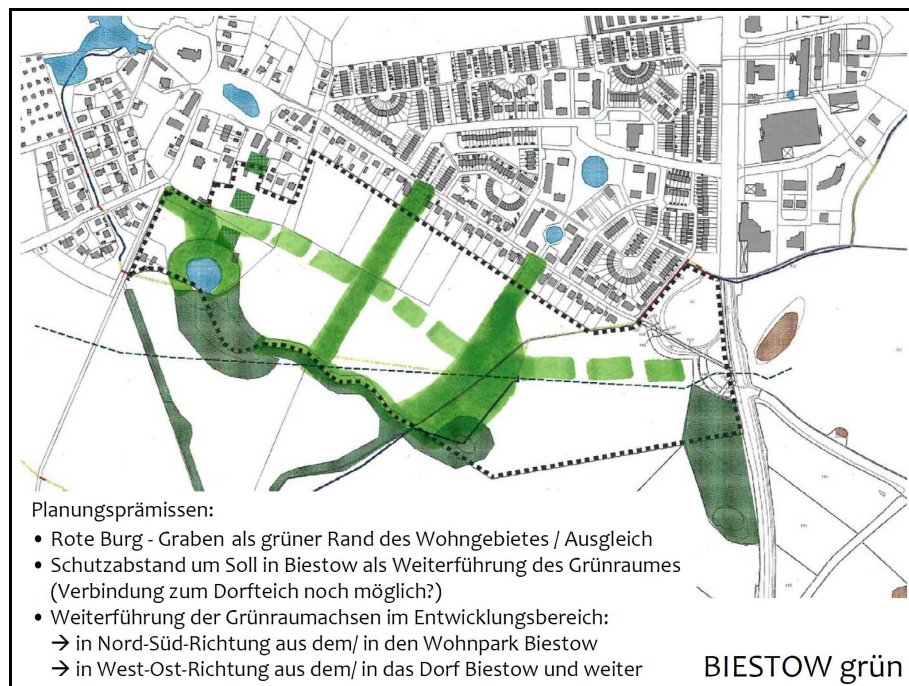 Planungsprämissen:
• Rote Burg - Graben als grüner Rand des Wohngebietes / Ausgleich
• Schutzabstand um Soll in Biestow als Weiterführung des Grünraumes
(Verbindung zum Dorfteich noch möglich?)
• Weiterführung der Grünraumachsen im Entwicklungsbereich:
→ in Nord-Süd-Richtung aus dem/ in den Wohnpark Biestow
→ in West-Ost-Richtung aus dem/ in das Dorf Biestow und weiter
BIESTOW grün